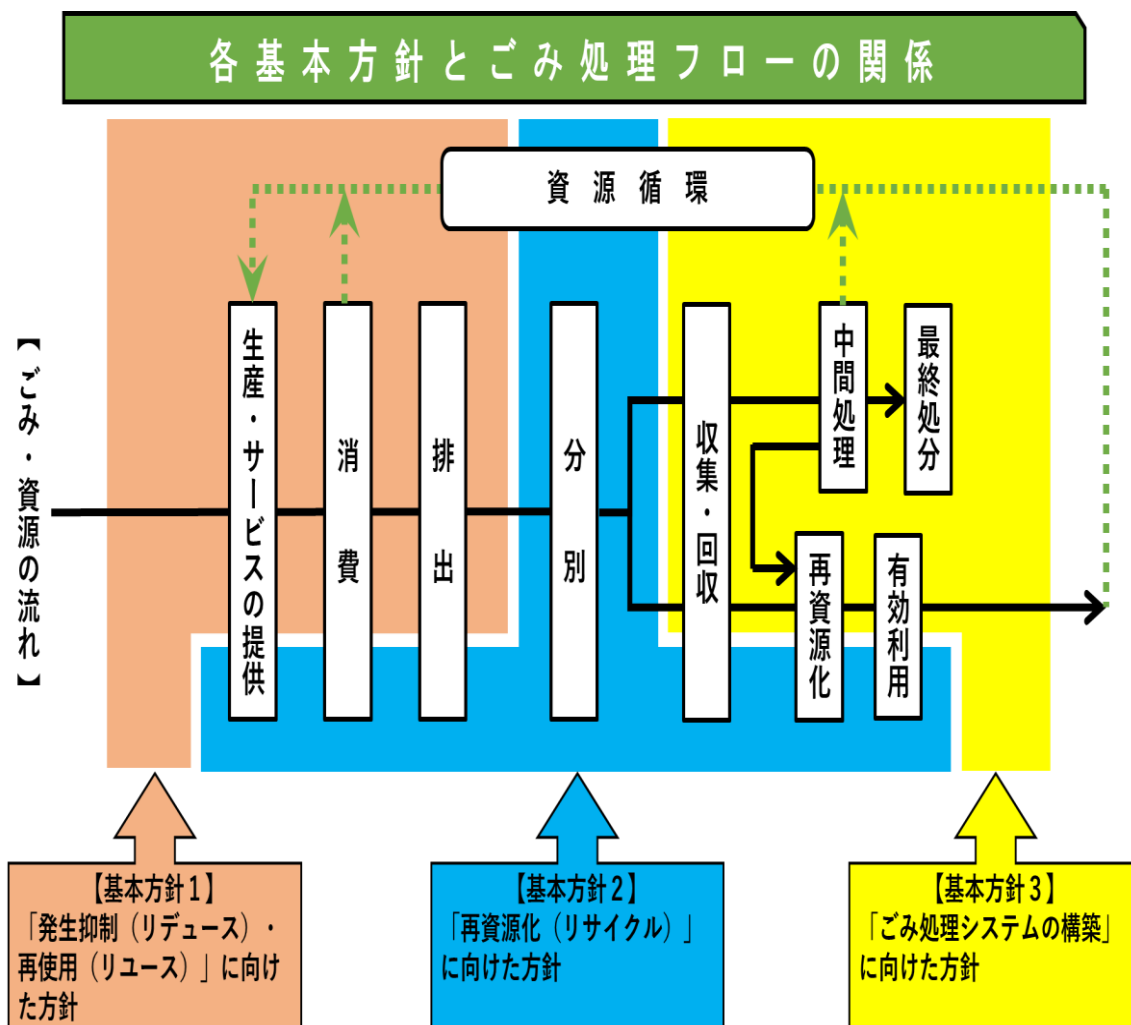 各基本方針とごみ処理フローの関係
資源循環
【ごみ・資源の流れ】
生産・サービスの提供
消費
排出
分別
収集・回収
中間処理
最終処分
再資源化
有効利用
【基本方針1】
「発生抑制（リデュース）・
再使用（リユース）」に向け
た方針
【基本方針2】
「再資源化（リサイクル）」
に向けた方針
【基本方針3】
「ごみ処理システムの構築」
に向けた方針